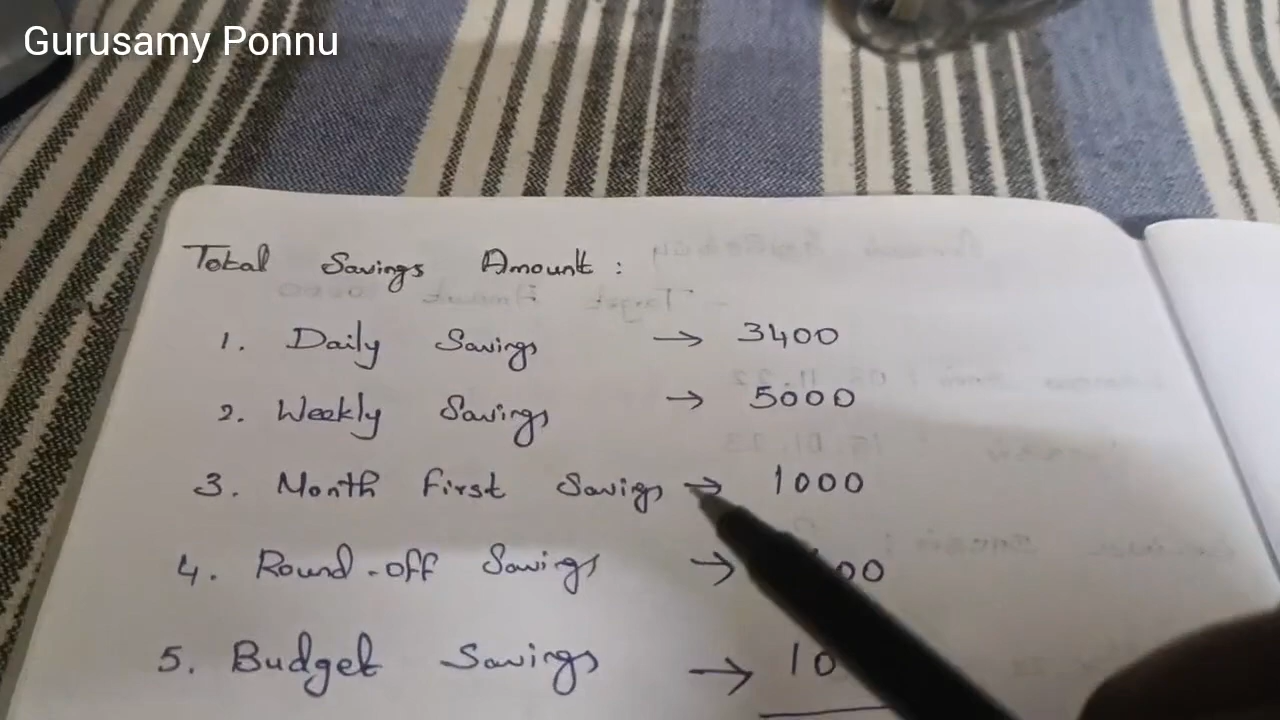 Gurusamy Ponnu
Total Savings Amount :
1. Daily Savings → 3400
2. Weekly Savings → 5000
3. Month first Savigs → 1000
4. Round-off Savings →
5. Budget Savings →